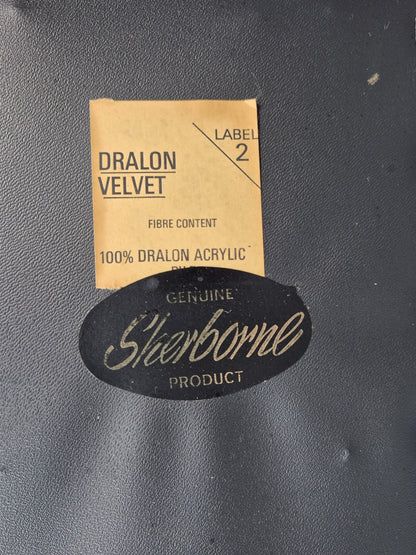 LABEL
2
DRALON
VELVET
FIBRE CONTENT
100% DRALON ACRYLIC
GENUINE
Sherborne
PRODUCT